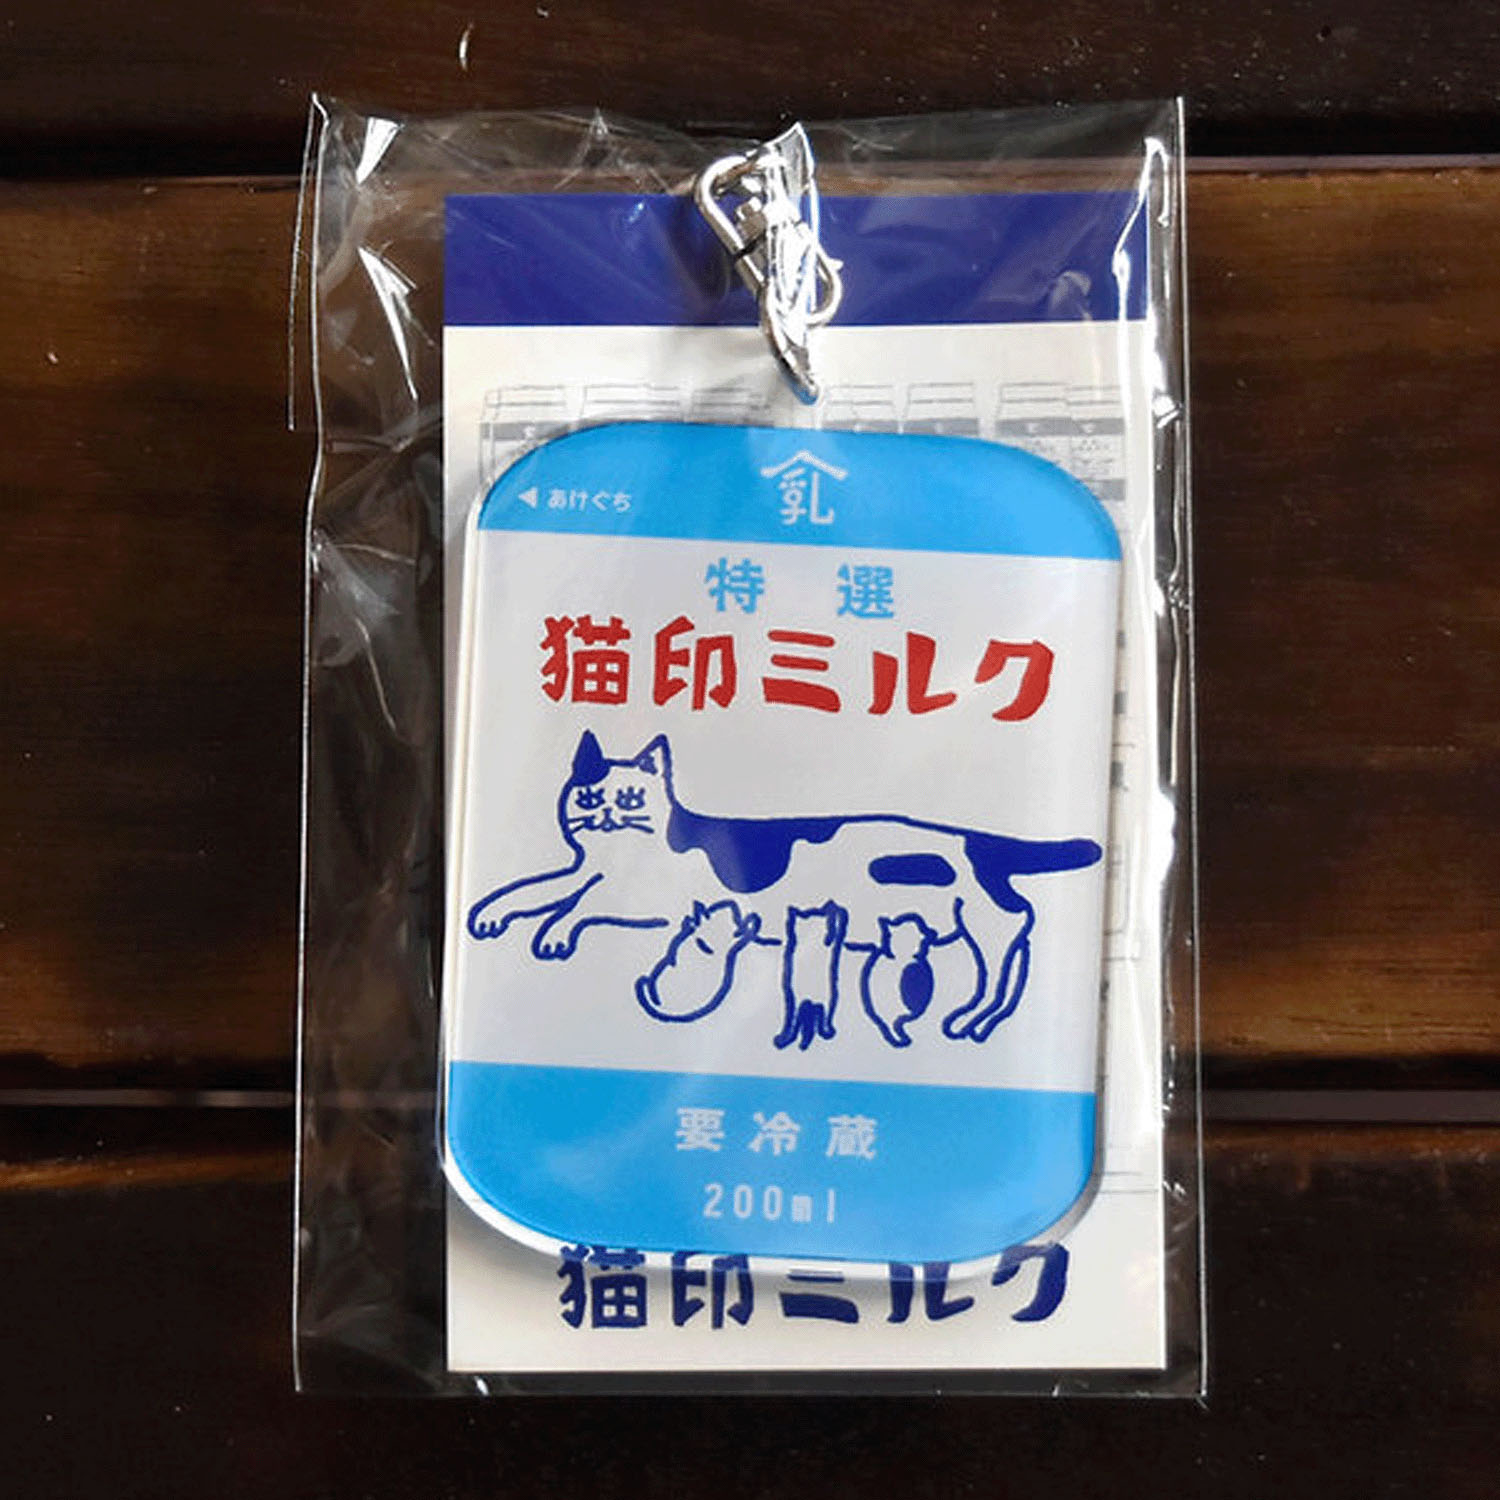 乳
◀ あけぐち
特選
猫印ミルク
要冷蔵
200ml
猫印ミルク